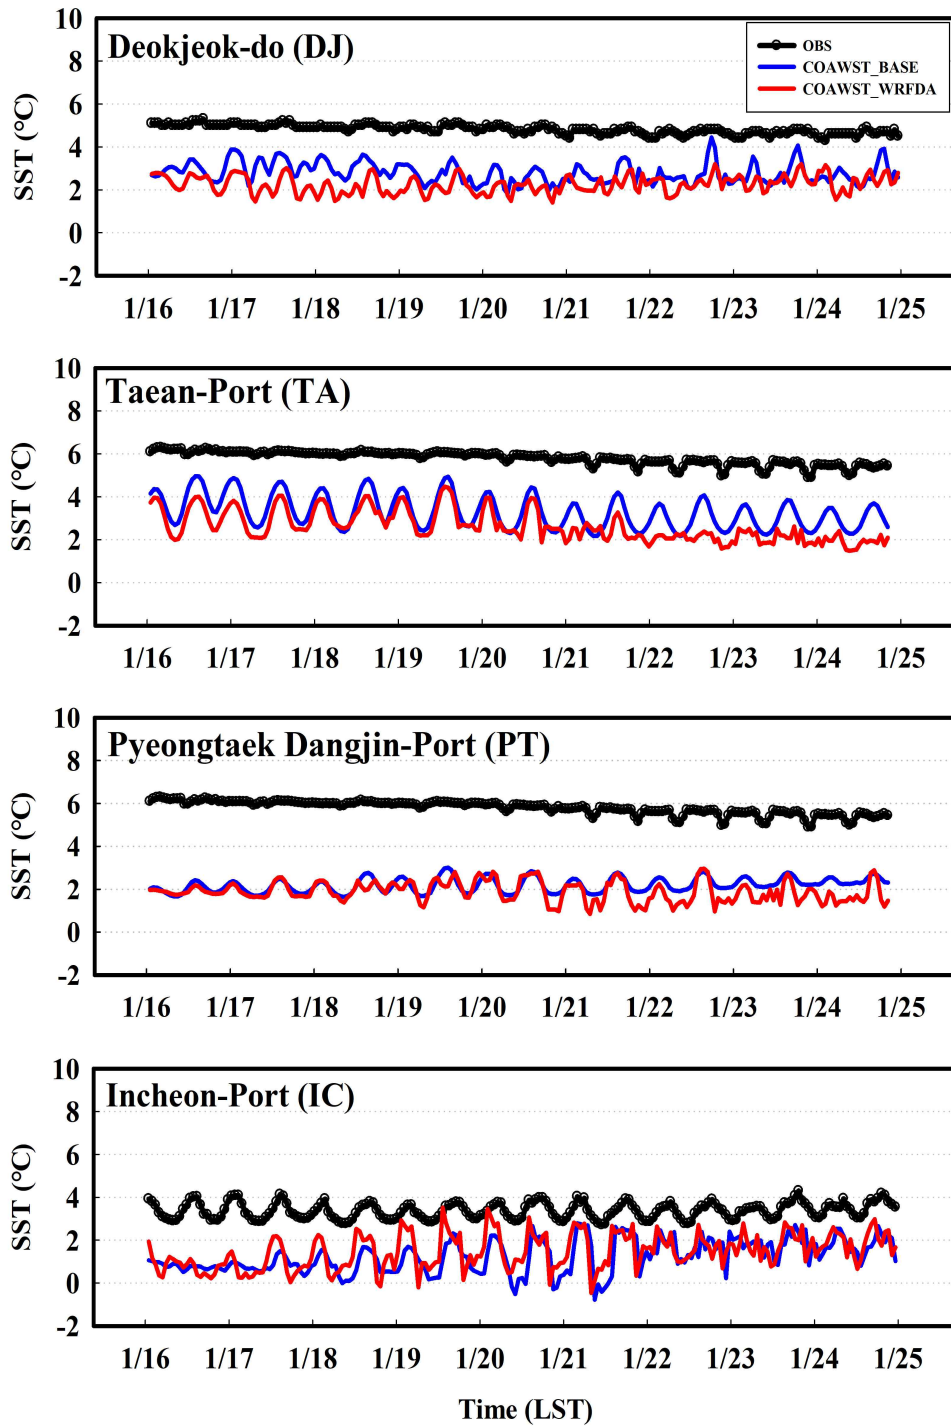 Deokjeok-do (DJ)
OBS
COAWST_BASE
COAWST_WRFDA
SST (°C)
10
8
6
4
2
0
-2
1/16 1/17 1/18 1/19 1/20 1/21 1/22 1/23 1/24 1/25
Taean-Port (TA)
SST (°C)
10
8
6
4
2
0
-2
1/16 1/17 1/18 1/19 1/20 1/21 1/22 1/23 1/24 1/25
Pyeongtaek Dangjin-Port (PT)
SST (°C)
10
8
6
4
2
0
-2
1/16 1/17 1/18 1/19 1/20 1/21 1/22 1/23 1/24 1/25
Incheon-Port (IC)
SST (°C)
10
8
6
4
2
0
-2
1/16 1/17 1/18 1/19 1/20 1/21 1/22 1/23 1/24 1/25
Time (LST)